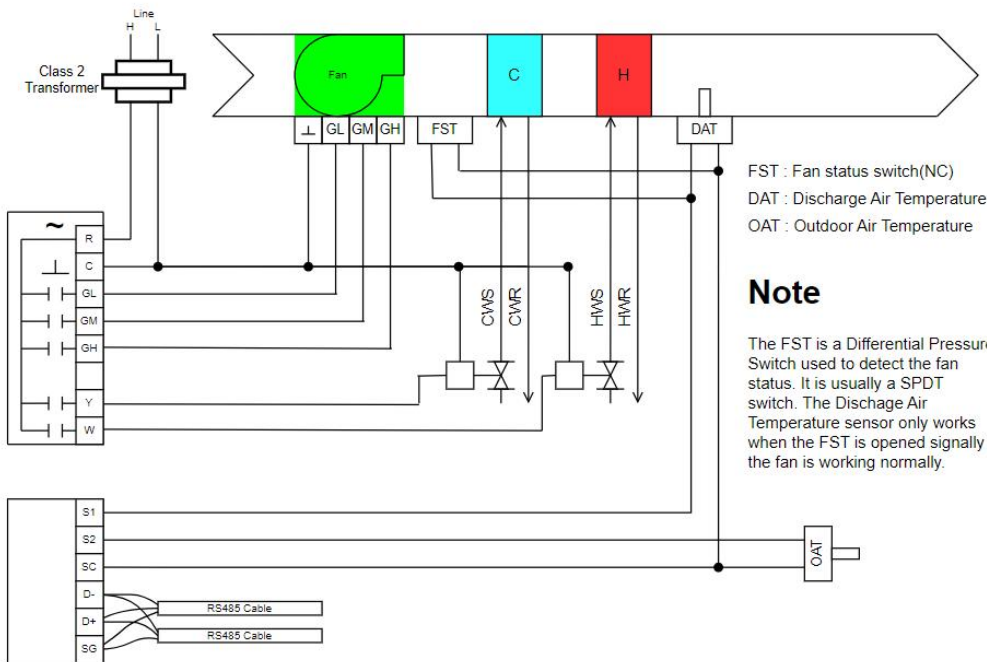 Line
H L
Class 2
Transformer
Fan
C
H
⊥ GL GM GH
FST
DAT
FST : Fan status switch(NC)
DAT : Discharge Air Temperature
OAT : Outdoor Air Temperature
~
R
C
GL
GM
GH
Y
W
CWS
CWR
HWS
HWR
Note
The FST is a Differential Pressure
Switch used to detect the fan
status. It is usually a SPDT
switch. The Dischage Air
Temperature sensor only works
when the FST is opened signally
the fan is working normally.
S1
S2
SC
D-
D+
SG
OAT
RS485 Cable
RS485 Cable